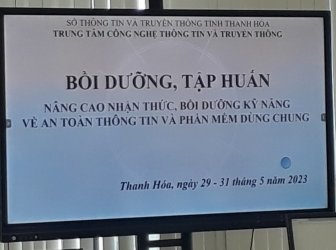 SỞ THÔNG TIN VÀ TRUYỀN THÔNG TỈNH THANH HÓA
TRUNG TÂM CÔNG NGHỆ THÔNG TIN VÀ TRUYỀN THÔNG
BỒI DƯỠNG, TẬP HUẤN
NÂNG CAO NHẬN THỨC, BỒI DƯỠNG KỸ NĂNG
VỀ AN TOÀN THÔNG TIN VÀ PHẦN MỀM DÙNG CHUNG
Thanh Hóa, ngày 29 - 31 tháng 5 năm 2023